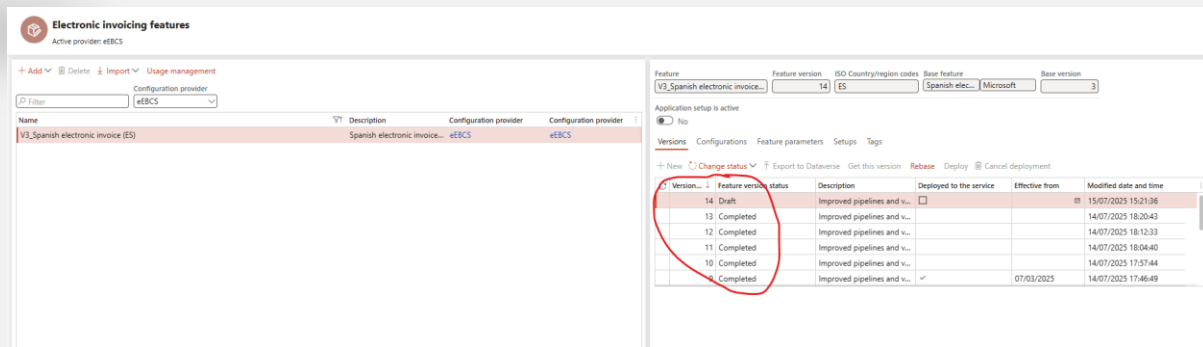 Electronic invoicing features
Active provider: eEBCS
Add Delete Import Usage management
Configuration provider
Filter eEBCS
Name Description Configuration provider Configuration provider
V3_Spanish electronic invoice (ES) Spanish electronic invoice... eEBCS eEBCS
Feature Feature version ISO Country/region codes Base feature Base version
V3_Spanish electronic invoice... 14 ES Spanish elec... Microsoft 3
Application setup is active
No
Versions Configurations Feature parameters Setups Tags
New Change status Export to Dataverse Get this version Rebase Deploy Cancel deployment
Version... Feature version status Description Deployed to the service Effective from Modified date and time
14 Draft Improved pipelines and v... 15/07/2025 15:21:36
13 Completed Improved pipelines and v... 14/07/2025 18:20:43
12 Completed Improved pipelines and v... 14/07/2025 18:12:33
11 Completed Improved pipelines and v... 14/07/2025 18:04:40
10 Completed Improved pipelines and v... 14/07/2025 17:57:44
9 Completed Improved pipelines and v... 07/03/2025 14/07/2025 17:46:49